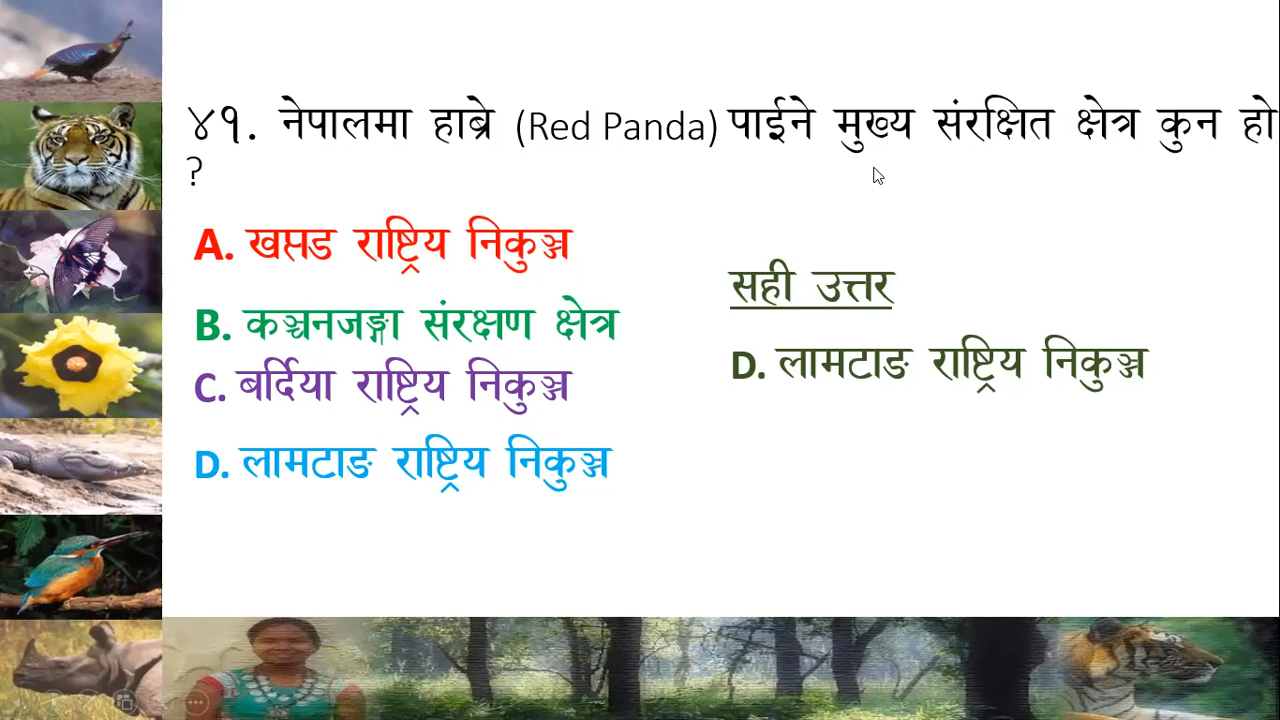 ४१. नेपालमा हाब्रे (Red Panda) पाईने मुख्य संरक्षित क्षेत्र कुन हो
?
A. खप्तड राष्ट्रिय निकुञ्ज
B. कञ्चनजङ्गा संरक्षण क्षेत्र
C. बर्दिया राष्ट्रिय निकुञ्ज
D. लामटाङ राष्ट्रिय निकुञ्ज
सही उत्तर
D. लामटाङ राष्ट्रिय निकुञ्ज